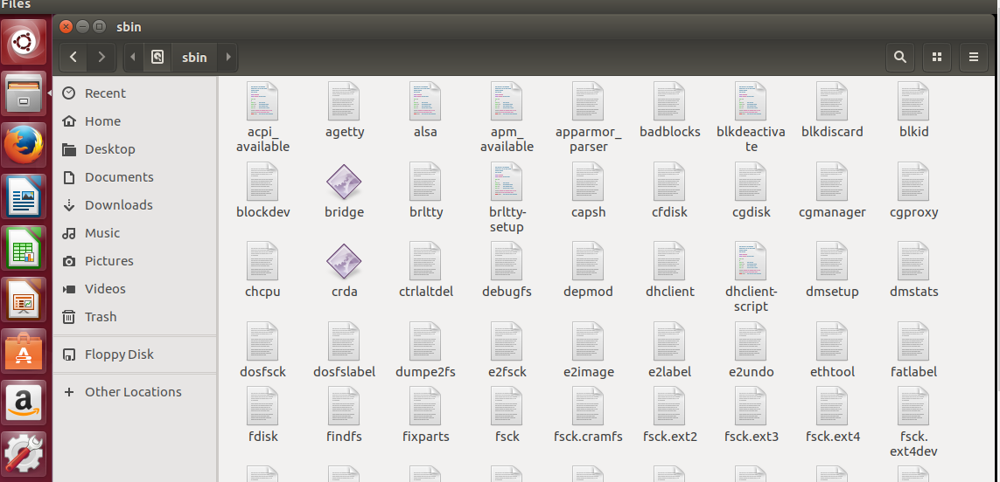 Files
sbin
sbin
Recent
Home
Desktop
Documents
Downloads
Music
Pictures
Videos
Trash
Floppy Disk
Other Locations
acpi_
available
agetty
alsa
apm_
available
apparmor_
parser
badblocks
blkdeactiva
te
blkdiscard
blkid
blockdev
bridge
brltty
brltty-
setup
capsh
cfdisk
cgdisk
cgmanager
cgproxy
chcpu
crda
ctrlaltdel
debugfs
depmod
dhclient
dhclient-
script
dmsetup
dmstats
dosfsck
dosfslabel
dumpe2fs
e2fsck
e2image
e2label
e2undo
ethtool
fatlabel
fdisk
findfs
fixparts
fsck
fsck.cramfs
fsck.ext2
fsck.ext3
fsck.ext4
fsck.
ext4dev